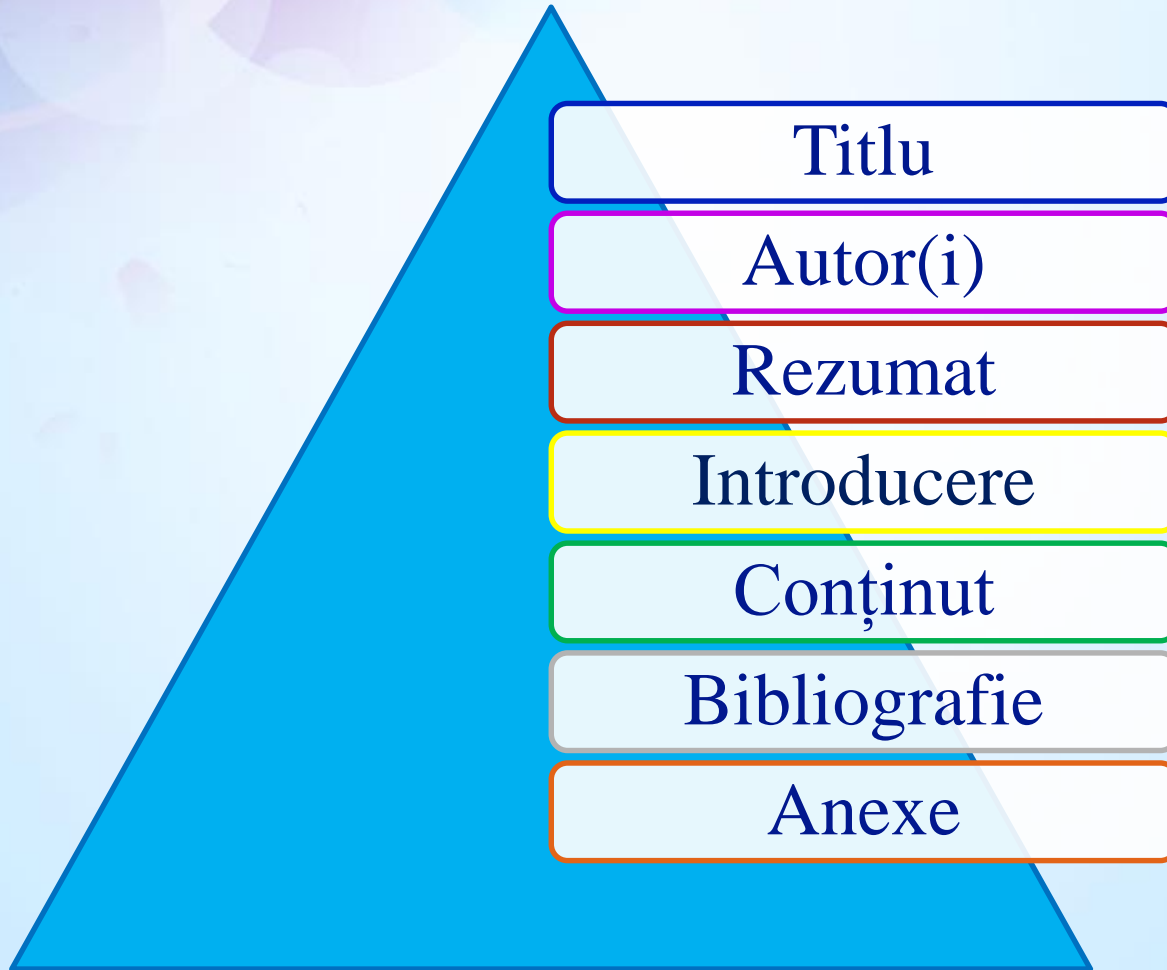 Titlu
Autor(i)
Rezumat
Introducere
Conținut
Bibliografie
Anexe